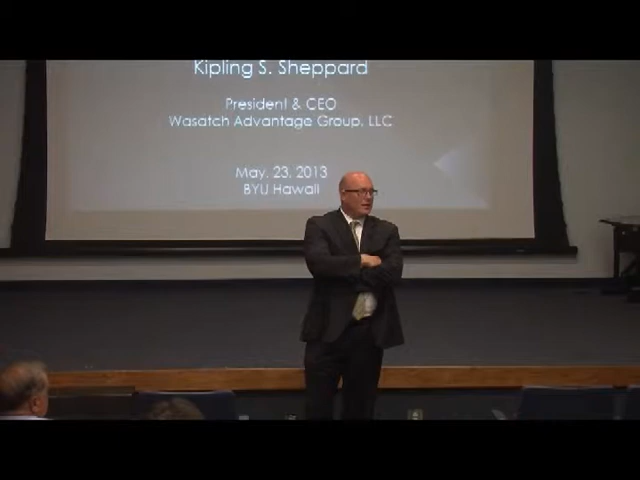 Kipling S. Sheppard
President & CEO
Wasatch Advantage Group, LLC
May, 23, 2013
BYU Hawaii